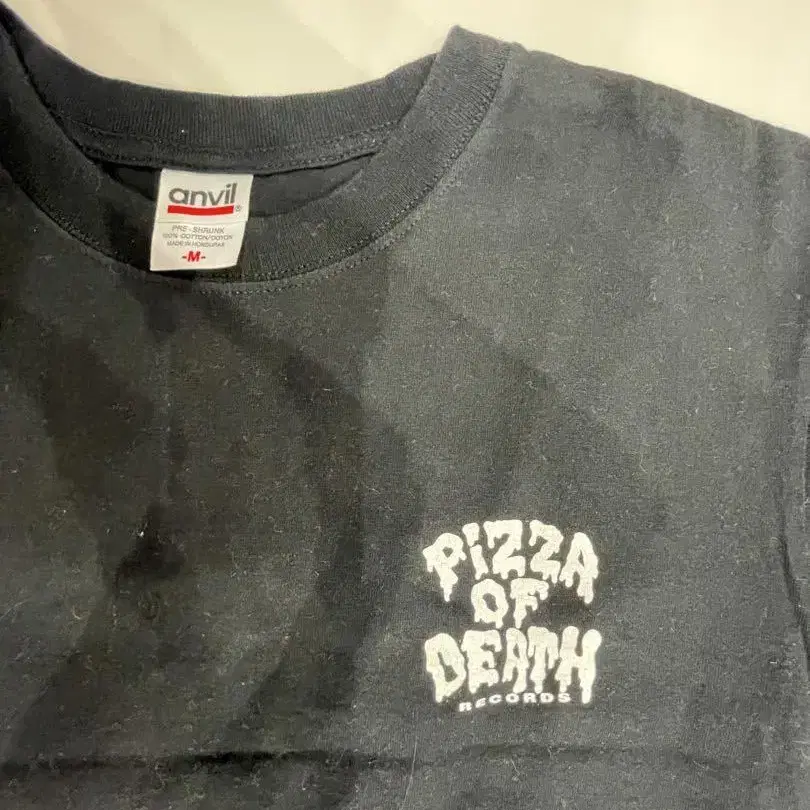 anvil®
PRE-SHRUNK
100% COTTON/COTON
MADE IN HONDURAS
-M-
PiZZA
OF
DEATH
RECORDS